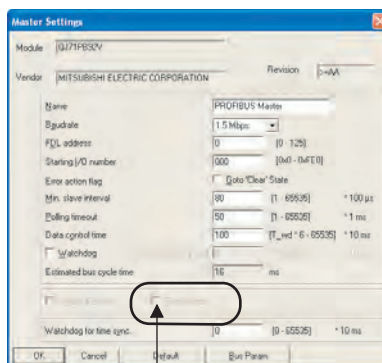 Master Settings
Module QJ71PB92V
Vendor MITSUBISHI ELECTRIC CORPORATION Revision
Name PROFIBUS Master
Baudrate 1.5 Mbps
FDL address 0 [0 - 125]
Starting I/O number 000 [0x0 - 0xFE0]
Error action flag Goto 'Clear' State
Min. slave interval 80 [1 - 65535] * 100 µs
Polling timeout 50 [1 - 65535] * 1 ms
Data control time 100 [T_wd * 6 - 65535] * 10 ms
Watchdog
Estimated bus cycle time 16 ms
Watchdog for time sync. 0 [0 - 65535] * 10 ms
OK Cancel Default Bus Param